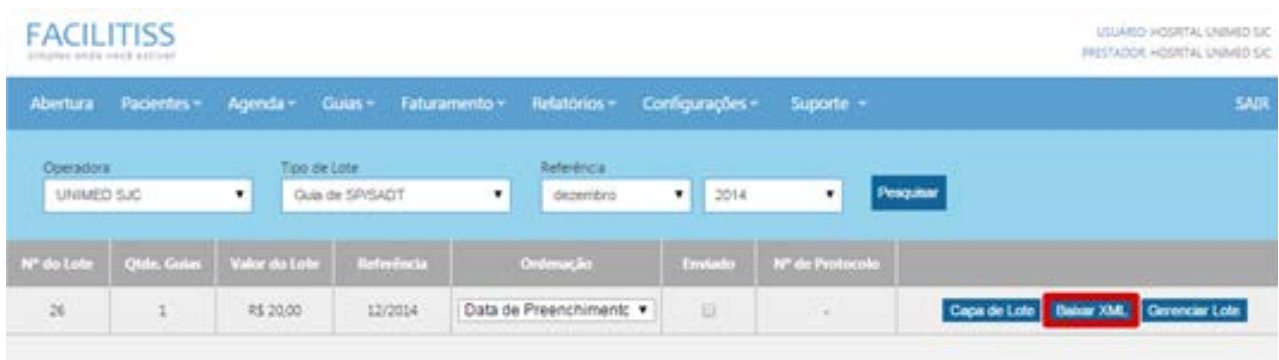 FACILITISS
simples onde você estiver
USUÁRIO: HOSPITAL UNIMED SJC
PRESTADOR: HOSPITAL UNIMED SJC
Abertura Pacientes Agenda Guias Faturamento Relatórios Configurações Suporte SAIR
Operadora Tipo de Lote Referência
UNIMED SJC Guia de SP/SADT dezembro 2014 Pesquisar
Nº do Lote Qtde. Guias Valor do Lote Referência Ordenação Enviado Nº de Protocolo
26 1 R$ 20,00 12/2014 Data de Preenchimentc - Capa de Lote Baixar XML Gerenciar Lote